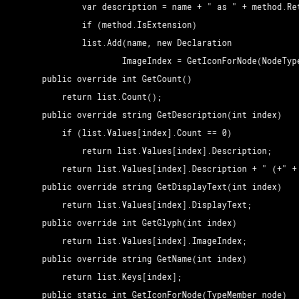 var description = name + " as " + method.Ret
if (method.IsExtension)
list.Add(name, new Declaration
ImageIndex = GetIconForNode(NodeType
public override int GetCount()
return list.Count();
public override string GetDescription(int index)
if (list.Values[index].Count == 0)
return list.Values[index].Description;
return list.Values[index].Description + " (+" +
public override string GetDisplayText(int index)
return list.Values[index].DisplayText;
public override int GetGlyph(int index)
return list.Values[index].ImageIndex;
public override string GetName(int index)
return list.Keys[index];
public static int GetIconForNode(TypeMember node)